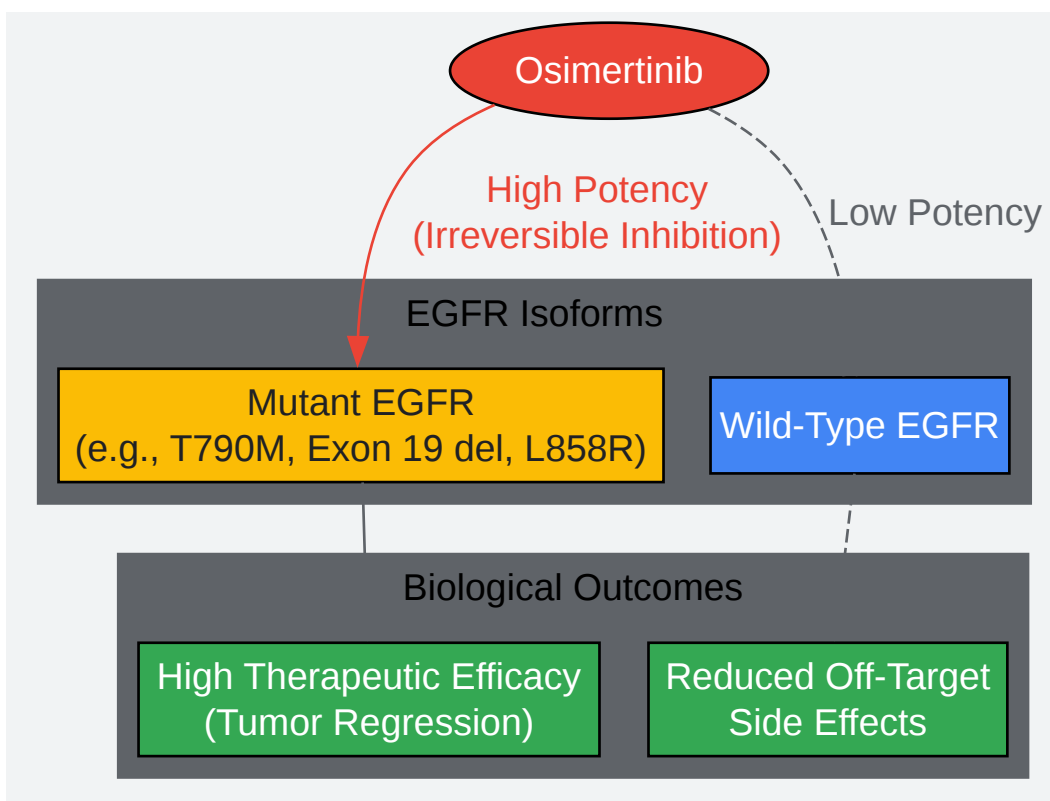 Osimertinib
High Potency
(Irreversible Inhibition)
Low Potency
EGFR Isoforms
Mutant EGFR
(e.g., T790M, Exon 19 del, L858R)
Wild-Type EGFR
Biological Outcomes
High Therapeutic Efficacy
(Tumor Regression)
Reduced Off-Target
Side Effects